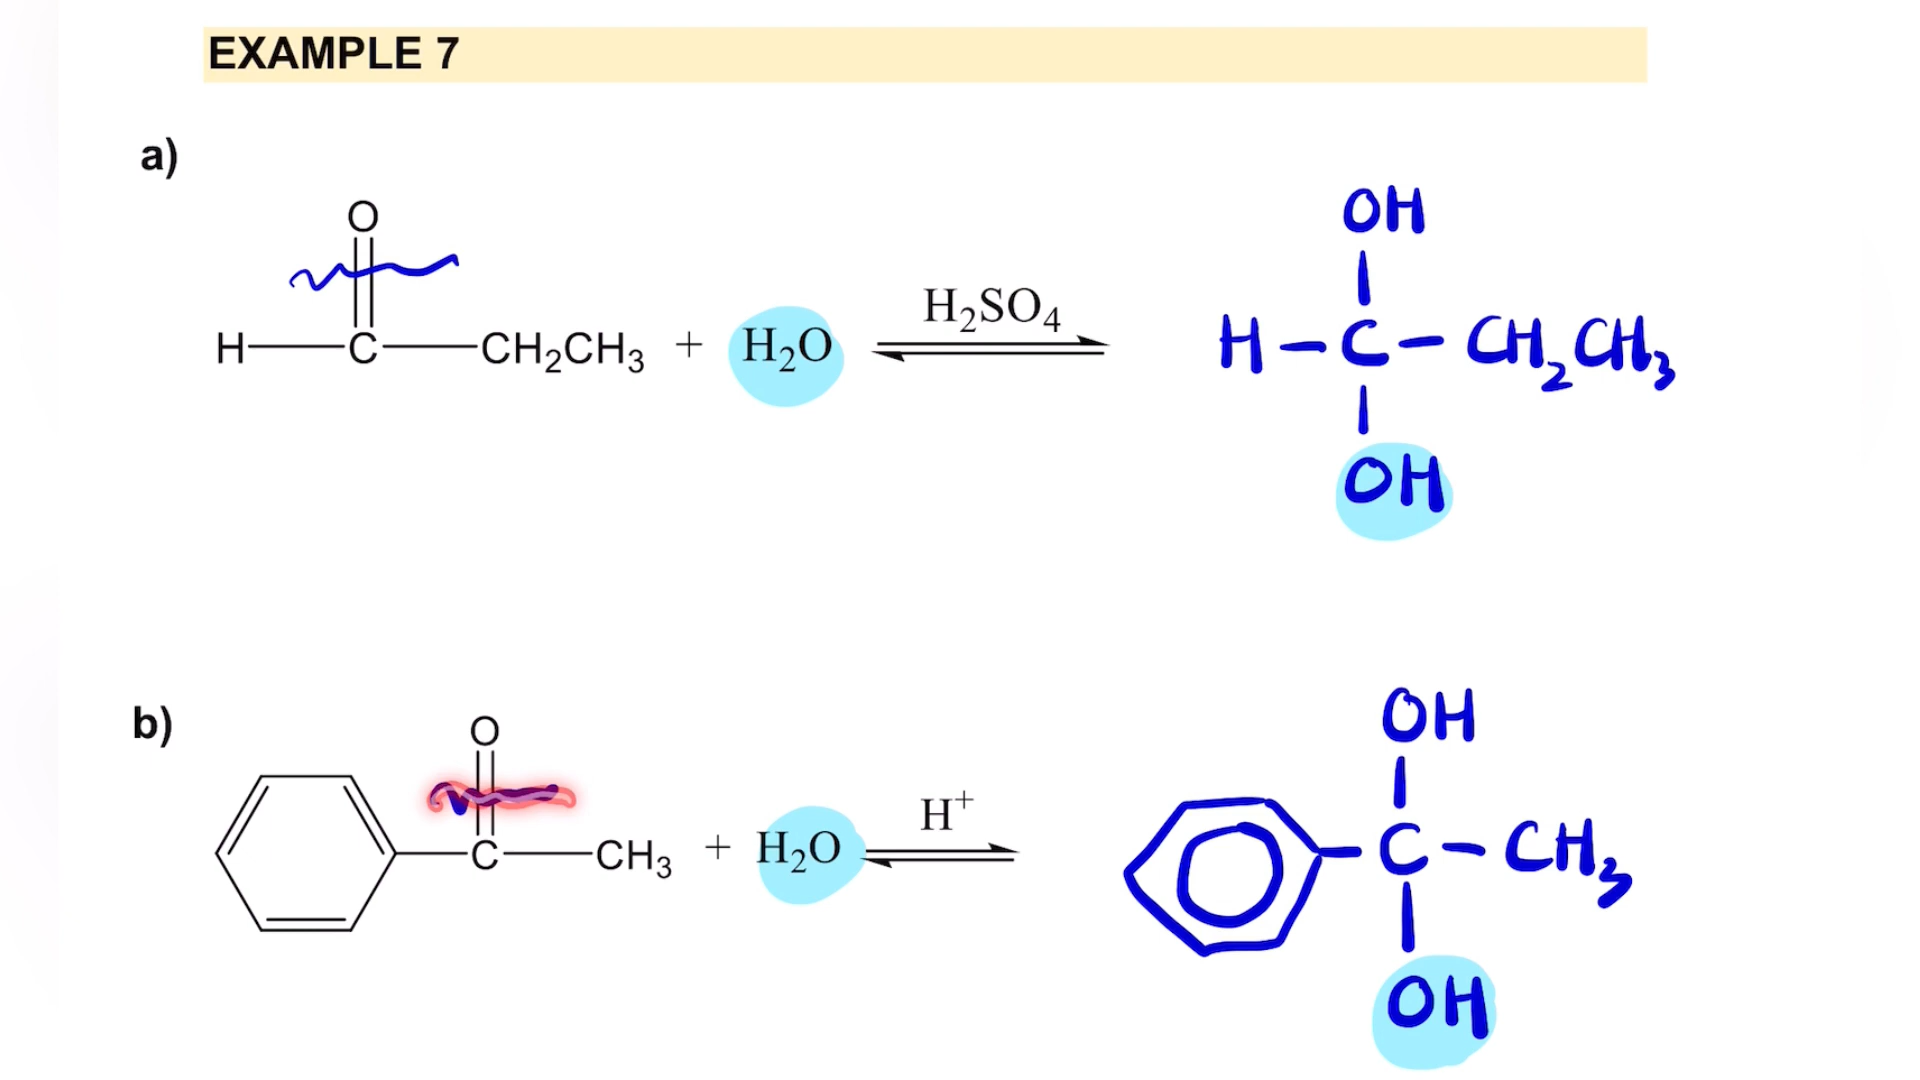 EXAMPLE 7
a)
O
H—C—CH₂CH₃ + H₂O ⇌ H₂SO₄
OH
H–C–CH₂CH₃
OH
b)
O
C—CH₃ + H₂O ⇌ H⁺
OH
–C–CH₃
OH